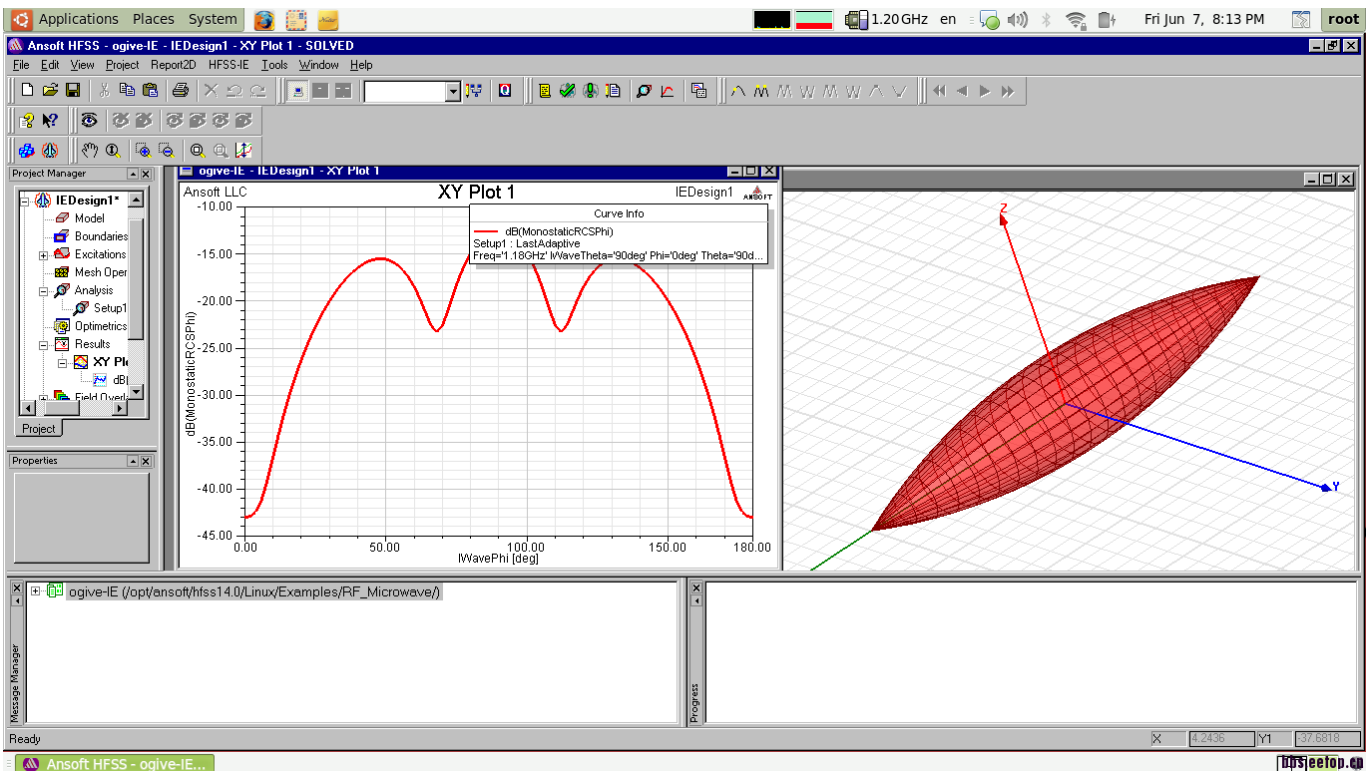 Applications Places System
1.20 GHz en Fri Jun 7, 8:13 PM root
Ansoft HFSS - ogive-IE - IEDesign1 - XY Plot 1 - SOLVED
File Edit View Project Report2D HFSS-IE Tools Window Help
Project Manager
IEDesign1*
Model
Boundaries
Excitations
Mesh Oper
Analysis
Setup1
Optimetrics
Results
XY Plo
dB(
Field Overla
Project
Properties
ogive-IE - IEDesign1 - XY Plot 1
Ansoft LLC XY Plot 1 IEDesign1 ANSOFT
Curve Info
dB(MonostaticRCSPhi)
Setup1 : LastAdaptive
Freq='1.18GHz' IWaveTheta='90deg' Phi='0deg' Theta='90d...
dB(MonostaticRCSPhi)
-10.00
-15.00
-20.00
-25.00
-30.00
-35.00
-40.00
-45.00
0.00 50.00 100.00 150.00 180.00
IWavePhi [deg]
Z
Y
Message Manager
ogive-IE (/opt/ansoft/hfss14.0/Linux/Examples/RF_Microwave/)
Progress
Ready
X 4.2436 Y1 -37.6818
Ansoft HFSS - ogive-IE...